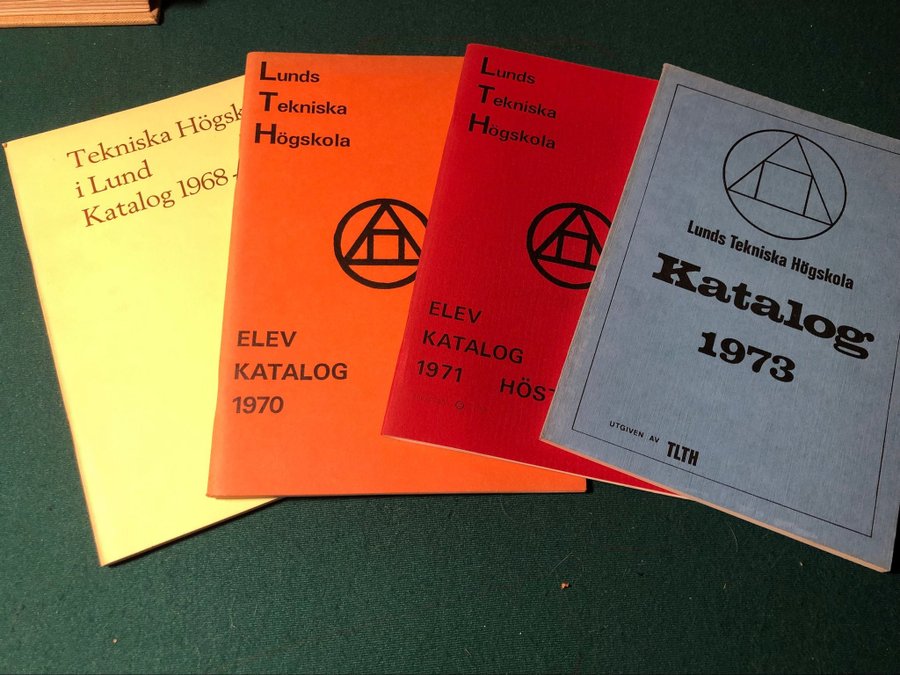 Tekniska Högsk
i Lund
Katalog 1968 -
Lunds
Tekniska
Högskola
ELEV
KATALOG
1970
Lunds
Tekniska
Högskola
ELEV
KATALOG
1971 HÖST
Lunds Tekniska Högskola
Katalog
1973
UTGIVEN AV TLTH